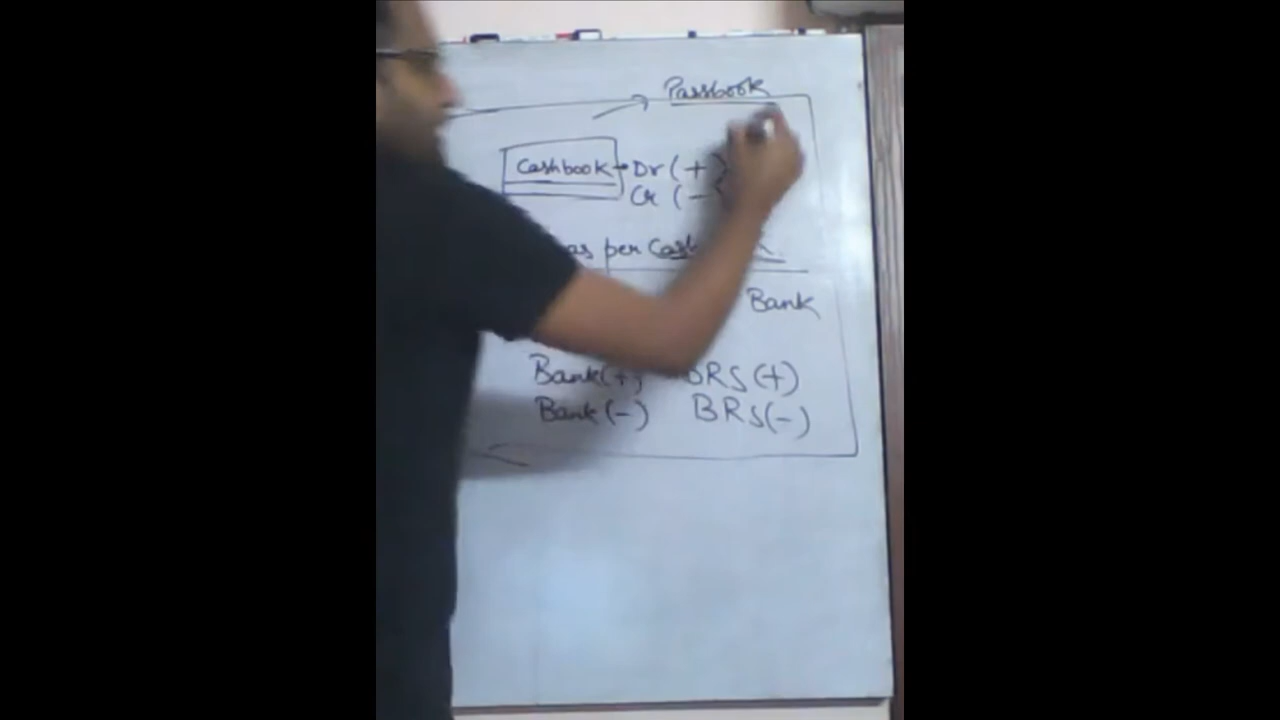 Passbook
Cashbook Dr (+)
Cr (-
as per Cash
Bank
Bank(+) BRS(+)
Bank(-) BRS(-)